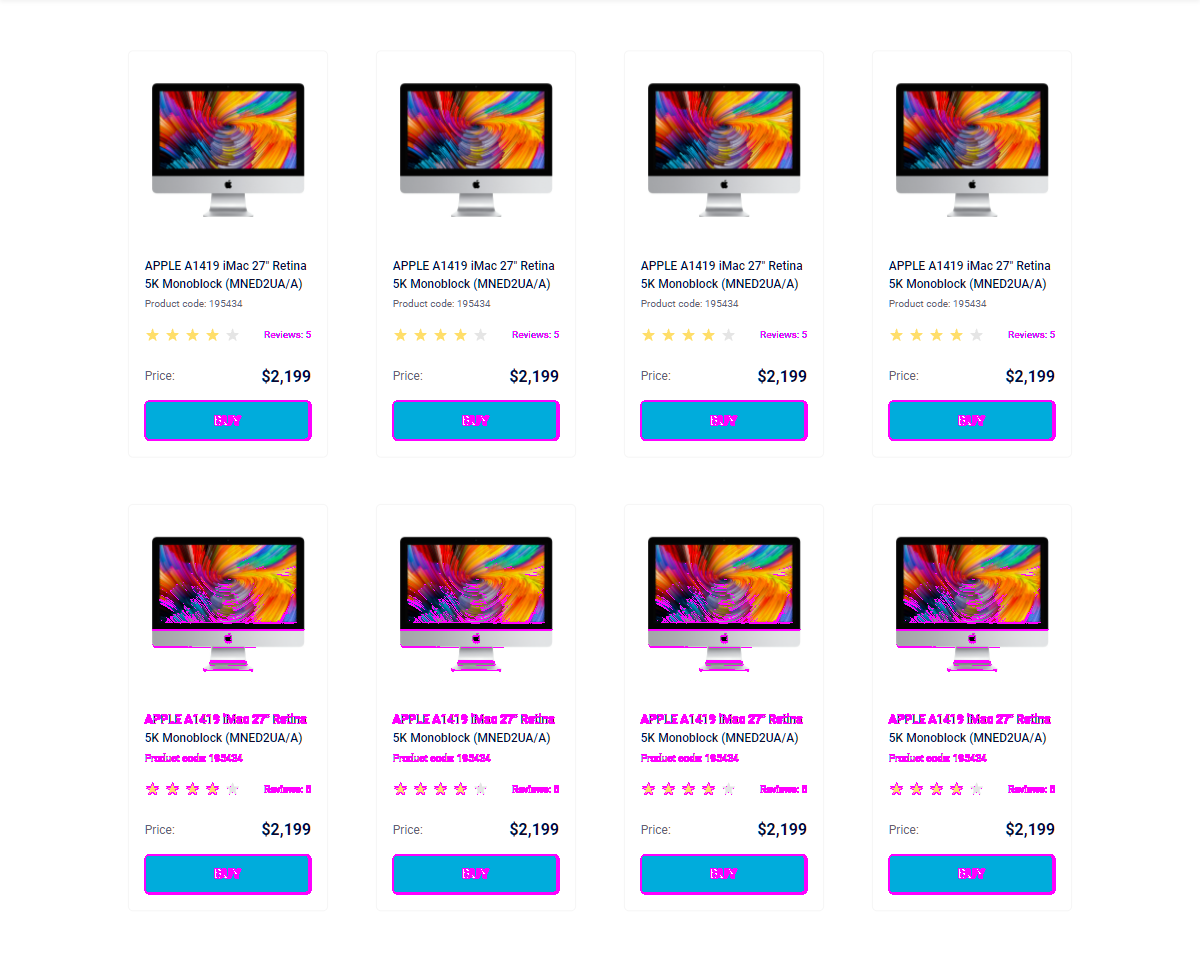 APPLE A1419 iMac 27" Retina
5K Monoblock (MNED2UA/A)
Product code: 195434
Reviews: 5
Price:
$2,199
BUY
APPLE A1419 iMac 27" Retina
5K Monoblock (MNED2UA/A)
Product code: 195434
Reviews: 5
Price:
$2,199
BUY
APPLE A1419 iMac 27" Retina
5K Monoblock (MNED2UA/A)
Product code: 195434
Reviews: 5
Price:
$2,199
BUY
APPLE A1419 iMac 27" Retina
5K Monoblock (MNED2UA/A)
Product code: 195434
Reviews: 5
Price:
$2,199
BUY
APPLE A1419 iMac 27" Retina
5K Monoblock (MNED2UA/A)
Product code: 195434
Reviews:
Price:
$2,199
BUY
APPLE A1419 iMac 27" Retina
5K Monoblock (MNED2UA/A)
Product code: 195434
Reviews:
Price:
$2,199
BUY
APPLE A1419 iMac 27" Retina
5K Monoblock (MNED2UA/A)
Product code: 195434
Reviews:
Price:
$2,199
BUY
APPLE A1419 iMac 27" Retina
5K Monoblock (MNED2UA/A)
Product code: 195434
Reviews:
Price:
$2,199
BUY